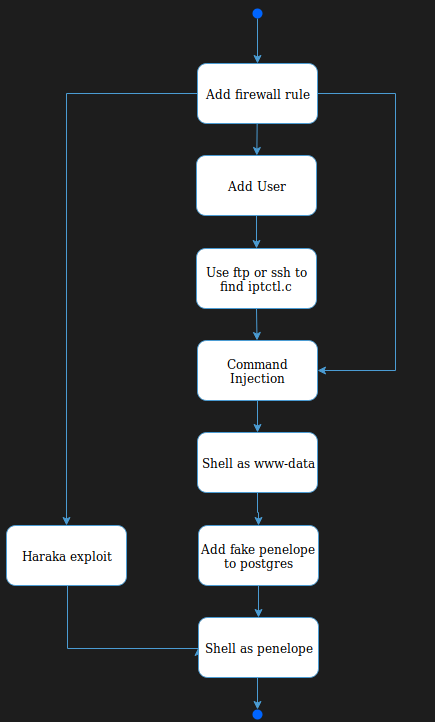 Add firewall rule
Add User
Use ftp or ssh to
find iptctl.c
Command
Injection
Shell as www-data
Haraka exploit
Add fake penelope
to postgres
Shell as penelope